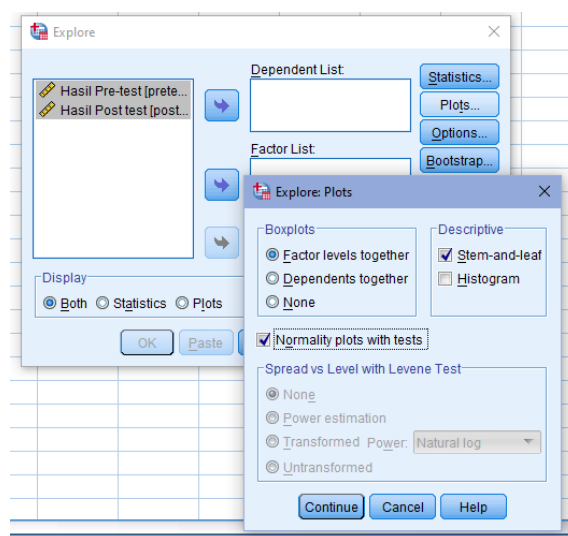 Explore
Dependent List:
Hasil Pre-test [prete...
Hasil Post test [post...
Statistics...
Plots...
Options...
Bootstrap...
Factor List:
Display
Both Statistics Plots
OK Paste
Explore: Plots
Boxplots
Factor levels together
Dependents together
None
Descriptive
Stem-and-leaf
Histogram
Normality plots with tests
Spread vs Level with Levene Test
None
Power estimation
Transformed Power: Natural log
Untransformed
Continue Cancel Help